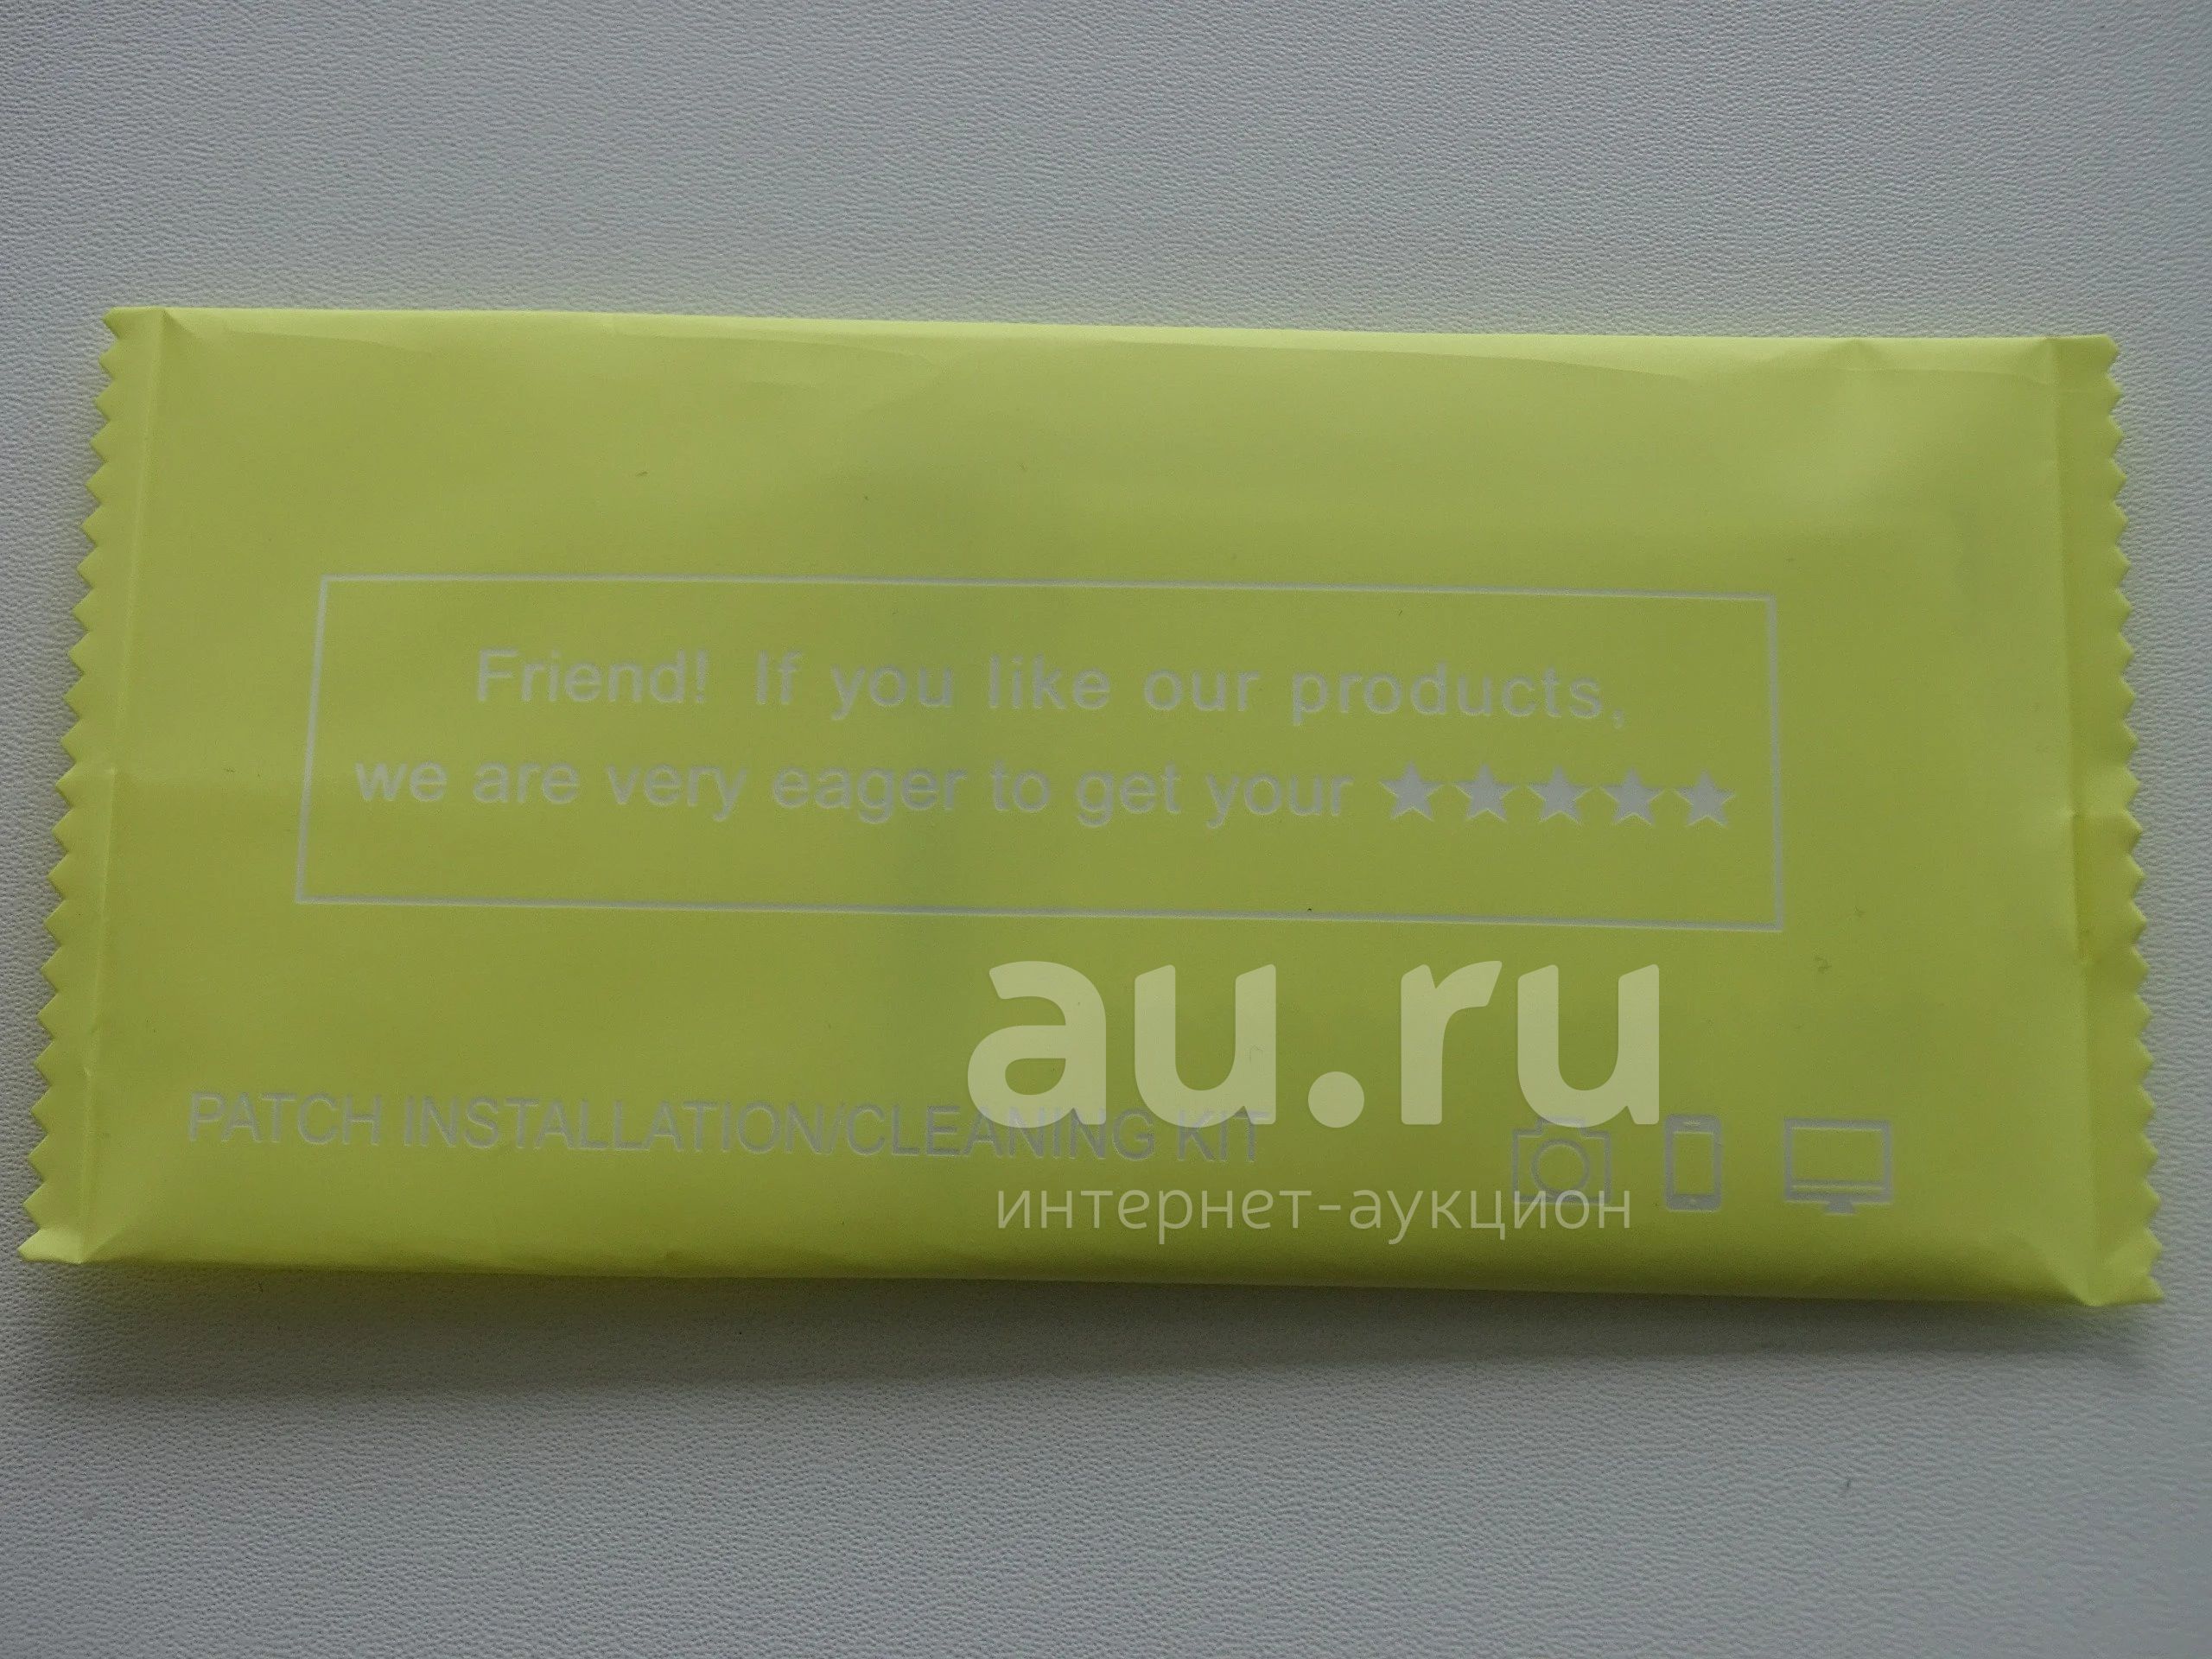 Friend! If you like our products,
we are very eager to get your ★★★★★
au.ru
PATCH INSTALLATION/CLEANING KIT
интернет-аукцион